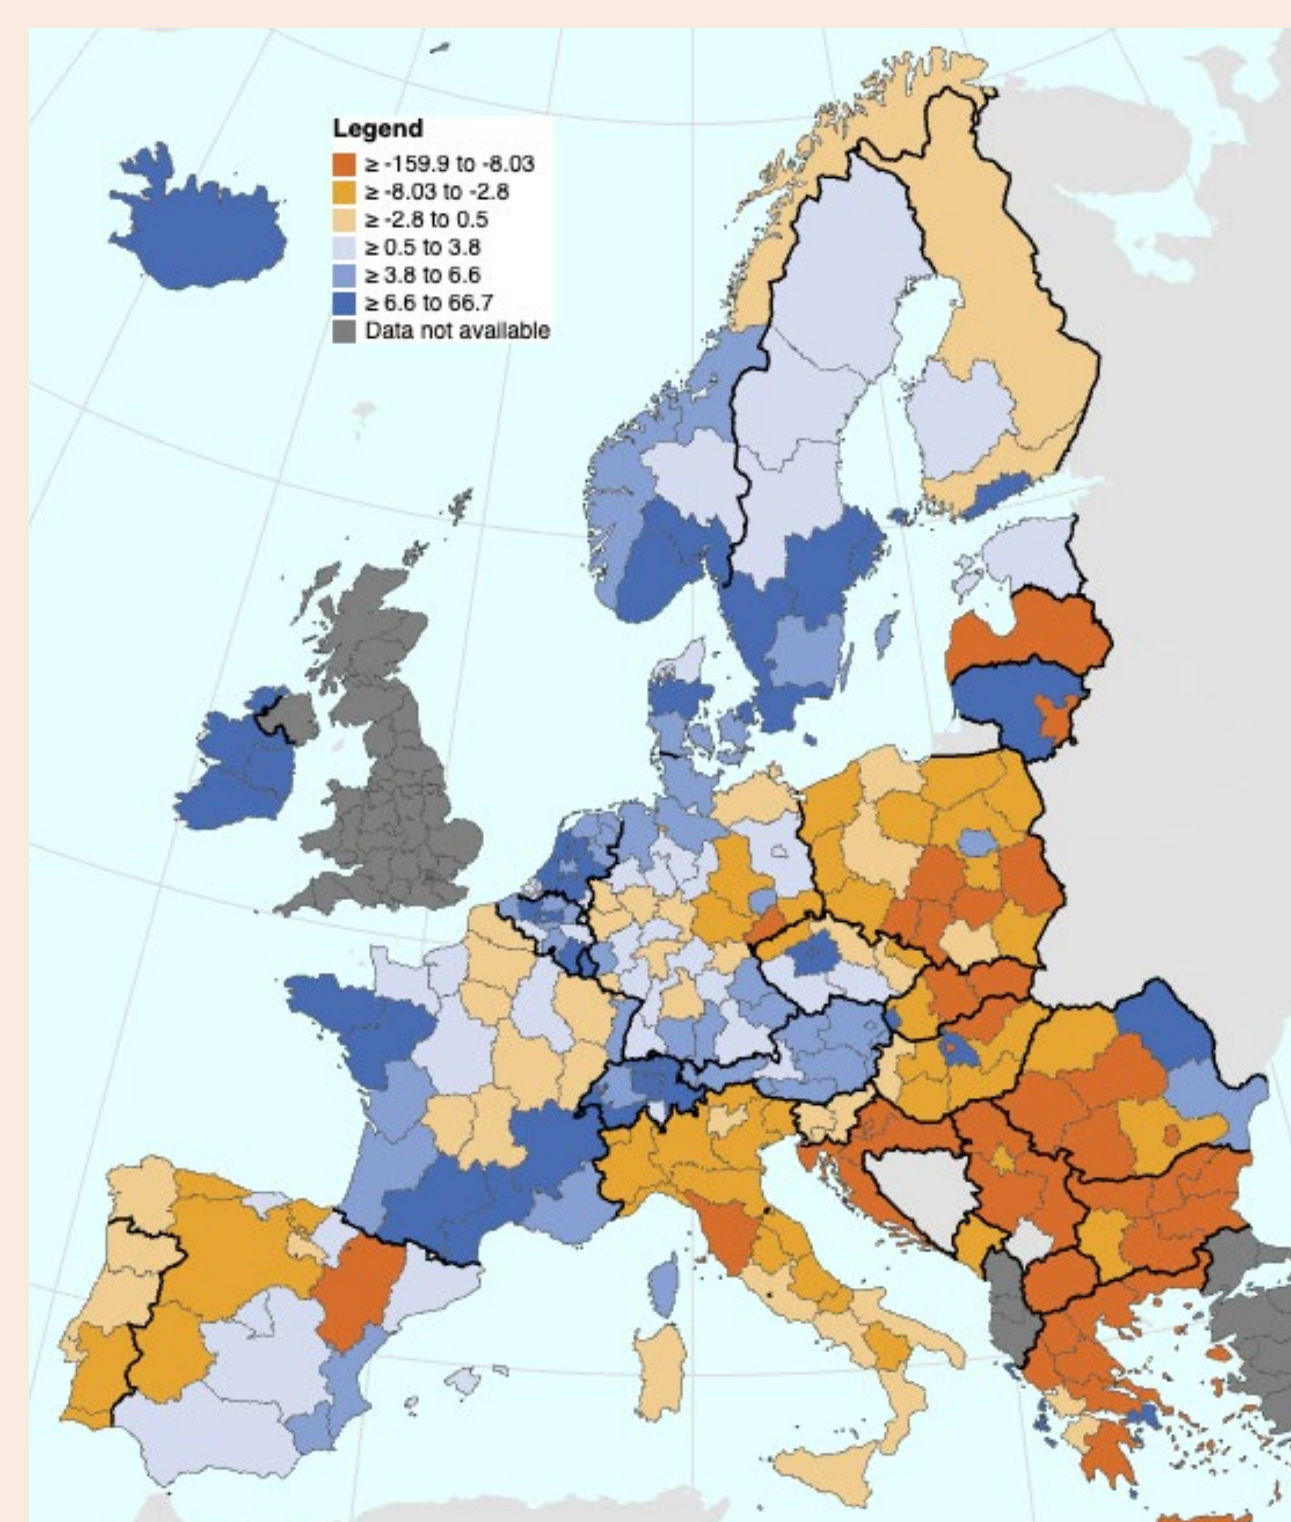 Legend
≥ -159.9 to -8.03
≥ -8.03 to -2.8
≥ -2.8 to 0.5
≥ 0.5 to 3.8
≥ 3.8 to 6.6
≥ 6.6 to 66.7
Data not available